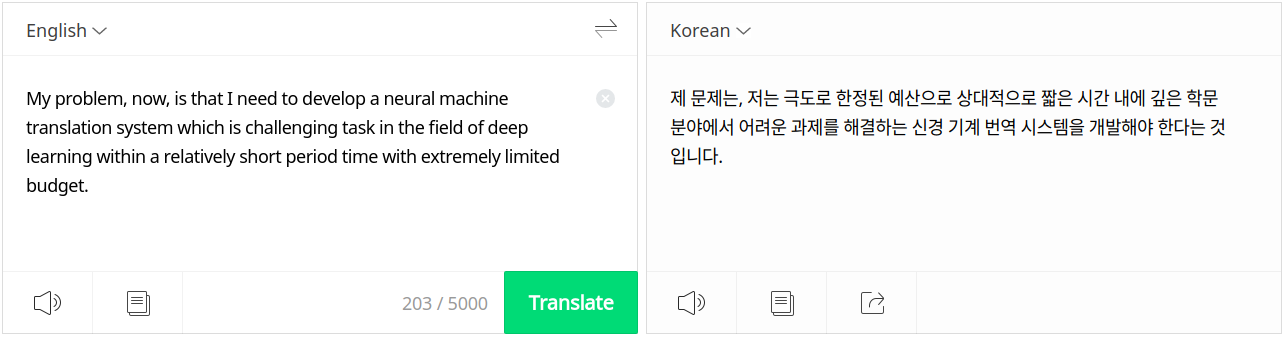 English
My problem, now, is that I need to develop a neural machine
translation system which is challenging task in the field of deep
learning within a relatively short period time with extremely limited
budget.
203 / 5000
Translate
Korean
제 문제는, 저는 극도로 한정된 예산으로 상대적으로 짧은 시간 내에 깊은 학문
분야에서 어려운 과제를 해결하는 신경 기계 번역 시스템을 개발해야 한다는 것
입니다.